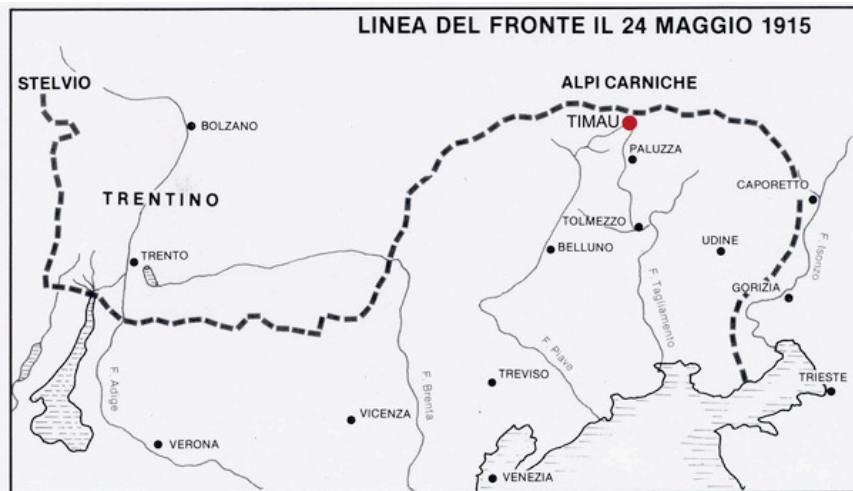 LINEA DEL FRONTE IL 24 MAGGIO 1915
STELVIO
ALPI CARNICHE
BOLZANO
TIMAU
PALUZZA
TRENTINO
CAPORETTO
TOLMEZZO
BELLUNO
UDINE
TRENTO
F. Isonzo
GORIZIA
F. Tagliamento
F. Piave
F. Adige
F. Brenta
TREVISO
TRIESTE
VICENZA
VERONA
VENEZIA